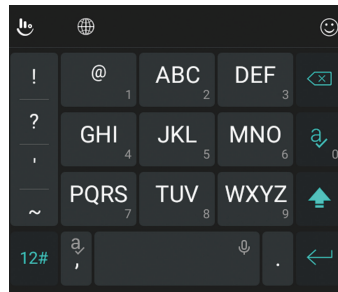 ! @ 1 ABC 2 DEF 3
? GHI 4 JKL 5 MNO 6 a 0
' 
~ PQRS 7 TUV 8 WXYZ 9
12# a , .